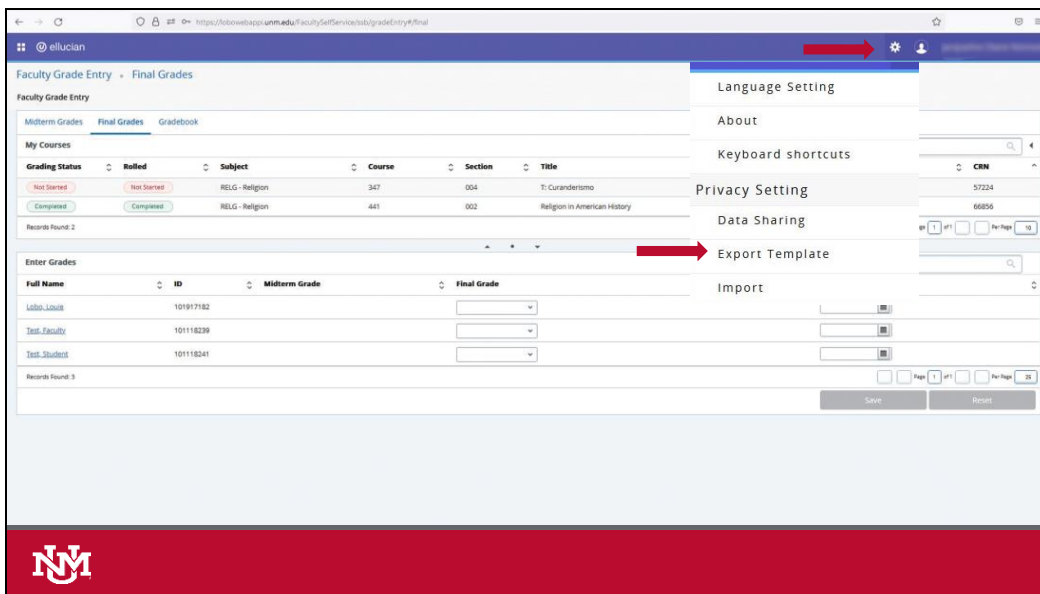 https://lobowebapp.unm.edu/FacultySelfService/ssb/gradeEntry#/final
ellucian
Faculty Grade Entry • Final Grades
Faculty Grade Entry
Midterm Grades Final Grades Gradebook
My Courses
Grading Status Rolled Subject Course Section Title CRN
Not Started Not Started RELG - Religion 347 004 T: Curanderismo 57224
Completed Completed RELG - Religion 441 002 Religion in American History 66856
Records Found: 2 1 of 1 Per Page 10
Language Setting
About
Keyboard shortcuts
Privacy Setting
Data Sharing
Export Template
Import
Enter Grades
Full Name ID Midterm Grade Final Grade
Lobo, Louie 101917182
Test, Faculty 101118239
Test, Student 101118241
Records Found: 3 Page 1 of 1 Per Page 25
Save Reset
NM